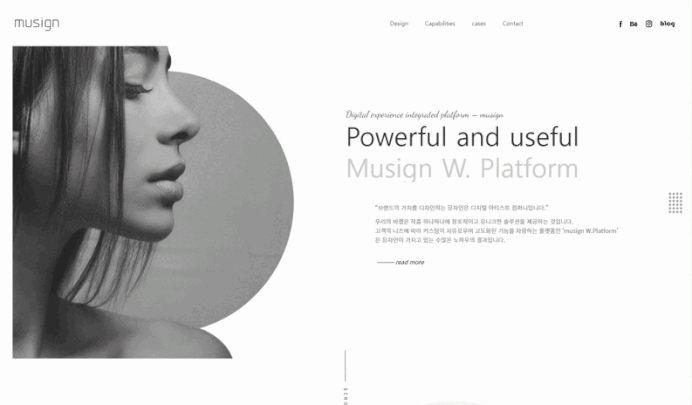 musign
Design Capabilities cases Contact
f Bē blog
Digital experience integrated platform – musign
Powerful and useful
Musign W. Platform
"브랜드의 가치를 디자인하는 뮤자인은 디지털 아티스트 컴퍼니입니다."
우리의 바램은 작품 하나하나에 창조적이고 유니크한 솔루션을 제공하는 것입니다.
고객의 니즈에 따라 커스텀이 자유로우며 고도화된 기능을 자랑하는 플랫폼인 'musign W.Platform'
은 뮤자인이 가지고 있는 수많은 노하우의 결과입니다.
read more